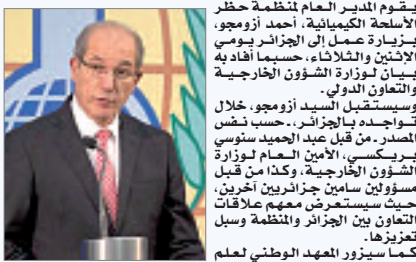 يقوم المدير العام لمنظمة حظر
الأسلحة الكيميائية، أحمد أزومجو،
بزيارة عمل إلى الجزائر يومي
الاثنين والثلاثاء، حسبما أفاد به
بيان لوزارة الشؤون الخارجية
والتعاون الدولي.
وسيستقبل السيد أزومجو، خلال
تواجده بالجزائر، ـ حسب نفس
المصدر ـ من قبل عبد الحميد سنوسي
بريكسي، الأمين العام لوزارة
الشؤون الخارجية، وكذا من قبل
مسؤولين سامين جزائريين آخرين،
حيث سيستعرض معهم علاقات
التعاون بين الجزائر والمنظمة وسبل
تعزيزها.
كما سيزور المعهد الوطني لعلم